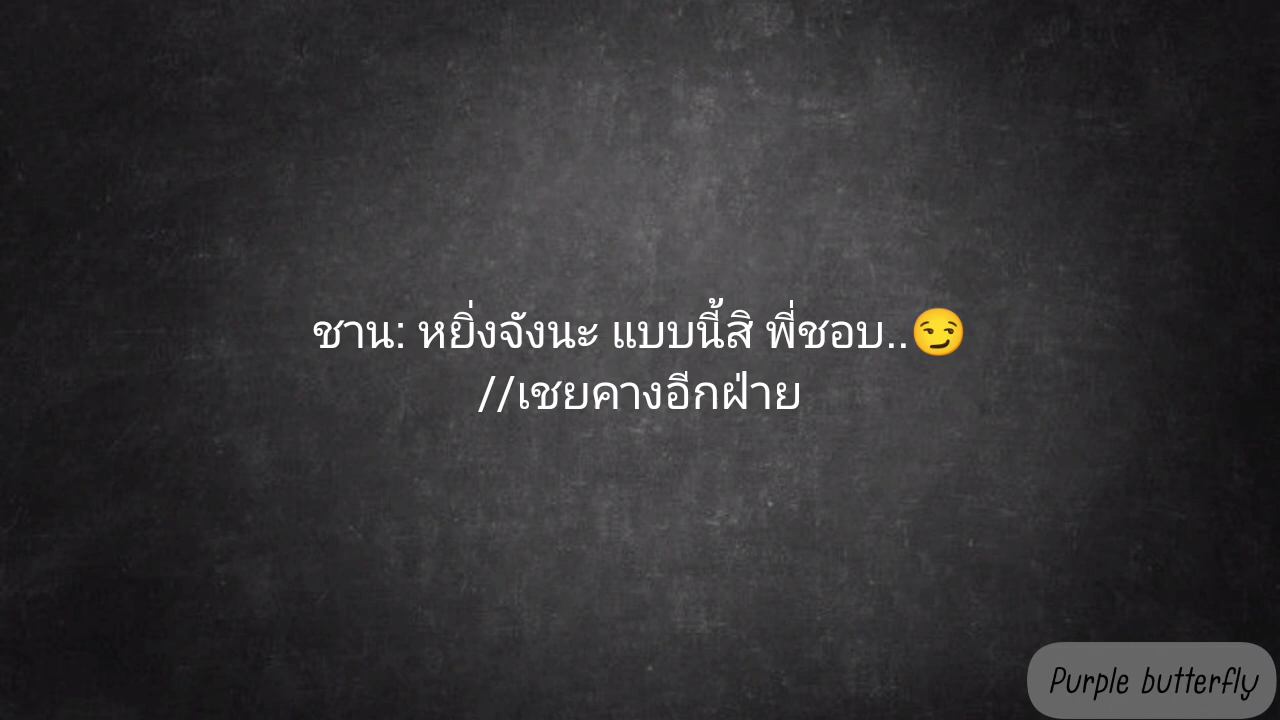 ชาน: หยิ่งจังนะ แบบนี้สิ พี่ชอบ..😏
//เชยคางอีกฝ่าย
Purple butterfly